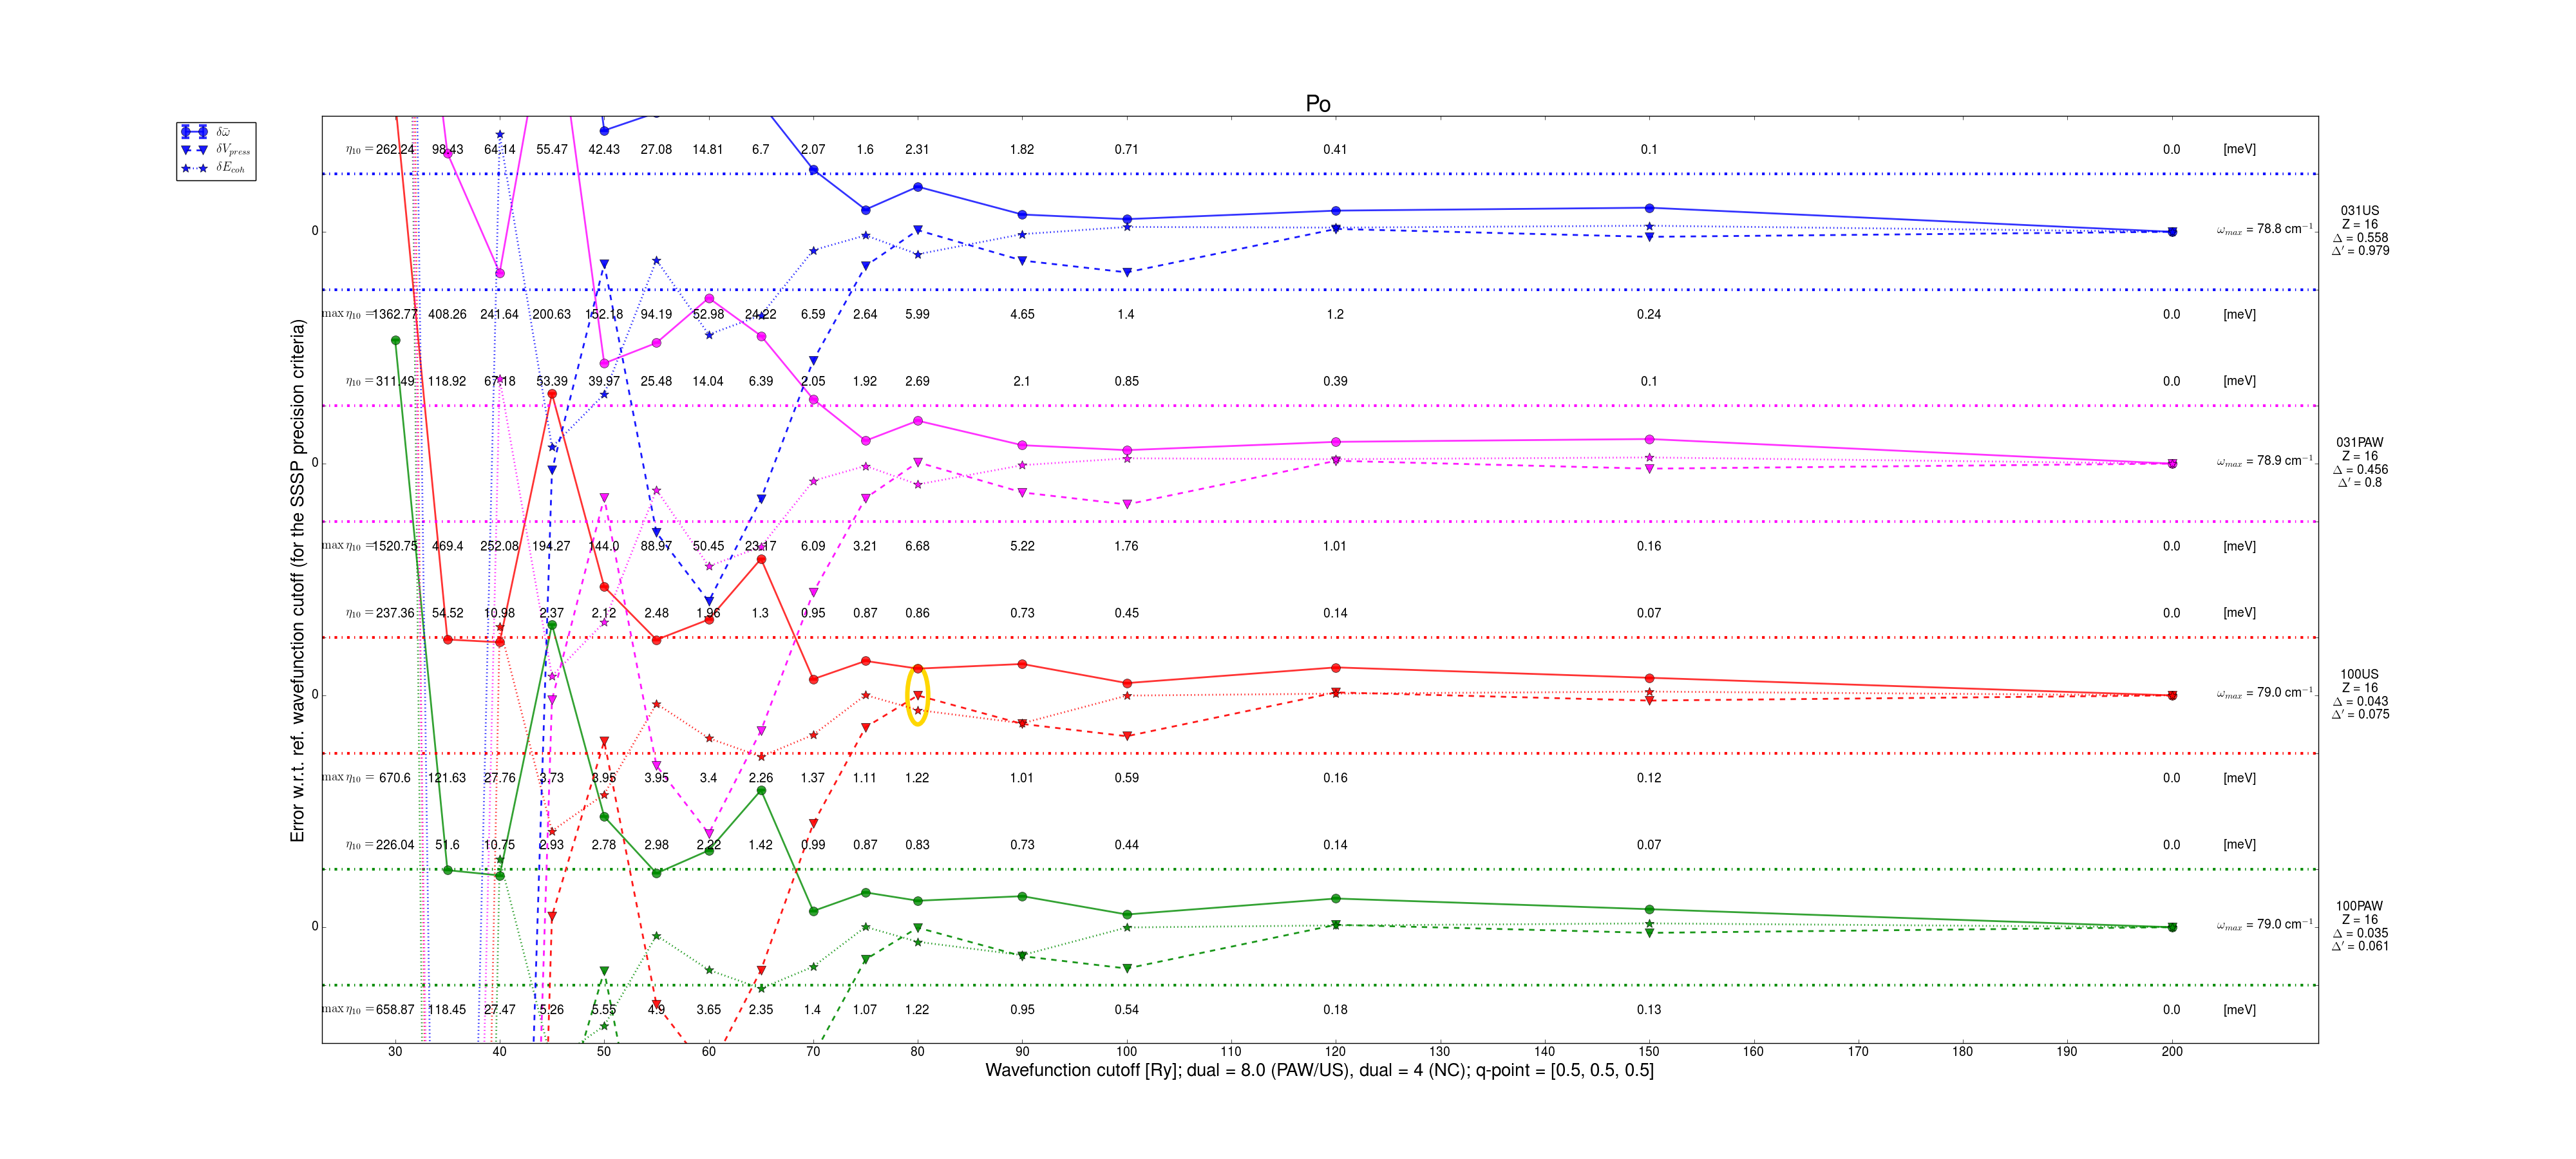 Po
δω̄
δV_press
δE_coh
Error w.r.t. ref. wavefunction cutoff (for the SSSP precision criteria)
η₁₀ = 262.24 98.43 64.14 55.47 42.43 27.08 14.81 6.7 2.07 1.6 2.31 1.82 0.71 0.41 0.1 0.0 [meV]
0
ω_max = 78.8 cm⁻¹
031US
Z = 16
Δ = 0.558
Δ′ = 0.979
max η₁₀ = 1362.77 408.26 241.64 200.63 152.18 94.19 52.98 24.22 6.59 2.64 5.99 4.65 1.4 1.2 0.24 0.0 [meV]
η₁₀ = 311.49 118.92 67.18 53.39 39.97 25.48 14.04 6.39 2.05 1.92 2.69 2.1 0.85 0.39 0.1 0.0 [meV]
0
ω_max = 78.9 cm⁻¹
031PAW
Z = 16
Δ = 0.456
Δ′ = 0.8
max η₁₀ = 1520.75 469.4 252.08 194.27 144.0 88.97 50.45 23.17 6.09 3.21 6.68 5.22 1.76 1.01 0.16 0.0 [meV]
η₁₀ = 237.36 54.52 10.98 2.37 2.12 2.48 1.96 1.3 0.95 0.87 0.86 0.73 0.45 0.14 0.07 0.0 [meV]
0
ω_max = 79.0 cm⁻¹
100US
Z = 16
Δ = 0.043
Δ′ = 0.075
max η₁₀ = 670.6 121.63 27.76 3.73 3.95 3.95 3.4 2.26 1.37 1.11 1.22 1.01 0.59 0.16 0.12 0.0 [meV]
η₁₀ = 226.04 51.6 10.75 2.93 2.78 2.98 2.22 1.42 0.99 0.87 0.83 0.73 0.44 0.14 0.07 0.0 [meV]
0
ω_max = 79.0 cm⁻¹
100PAW
Z = 16
Δ = 0.035
Δ′ = 0.061
max η₁₀ = 658.87 118.45 27.47 5.26 5.55 4.9 3.65 2.35 1.4 1.07 1.22 0.95 0.54 0.18 0.13 0.0 [meV]
30 40 50 60 70 80 90 100 110 120 130 140 150 160 170 180 190 200
Wavefunction cutoff [Ry]; dual = 8.0 (PAW/US), dual = 4 (NC); q-point = [0.5, 0.5, 0.5]